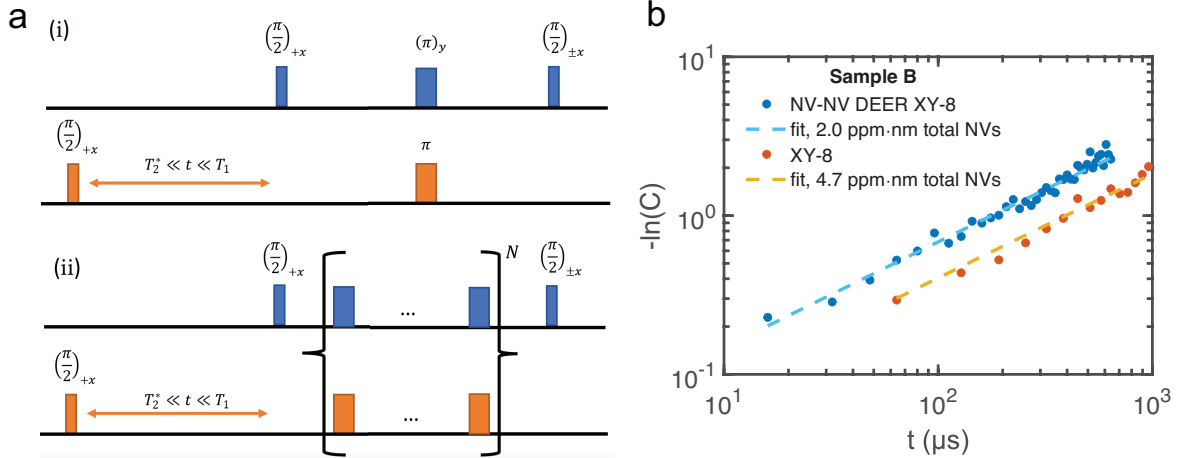 a
(i)
(π/2)+x
(π)y
(π/2)±x
(π/2)+x
T2* ≪ t ≪ T1
π
(ii)
(π/2)+x
N
(π/2)±x
...
(π/2)+x
T2* ≪ t ≪ T1
...
b
Sample B
NV-NV DEER XY-8
fit, 2.0 ppm·nm total NVs
XY-8
fit, 4.7 ppm·nm total NVs
-ln(C)
10^1
10^0
10^-1
10^1
10^2
10^3
t (μs)